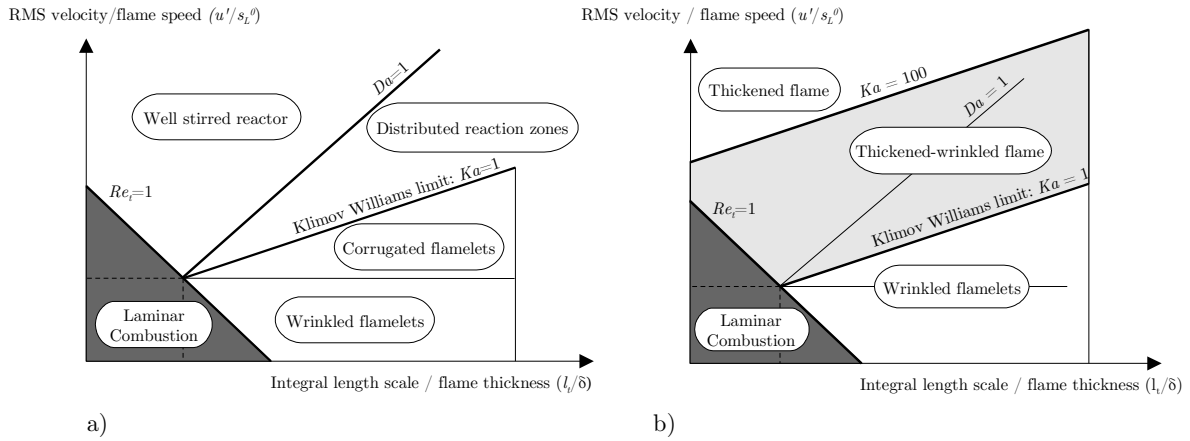 RMS velocity/flame speed (u'/s_L^0)
Da=1
Well stirred reactor
Distributed reaction zones
Re_t=1
Klimov Williams limit: Ka=1
Corrugated flamelets
Laminar
Combustion
Wrinkled flamelets
Integral length scale / flame thickness (l_t/δ)
a)
RMS velocity / flame speed (u'/s_L^0)
Thickened flame
Ka = 100
Da = 1
Thickened-wrinkled flame
Re_t=1
Klimov Williams limit: Ka = 1
Wrinkled flamelets
Laminar
Combustion
Integral length scale / flame thickness (l_t/δ)
b)